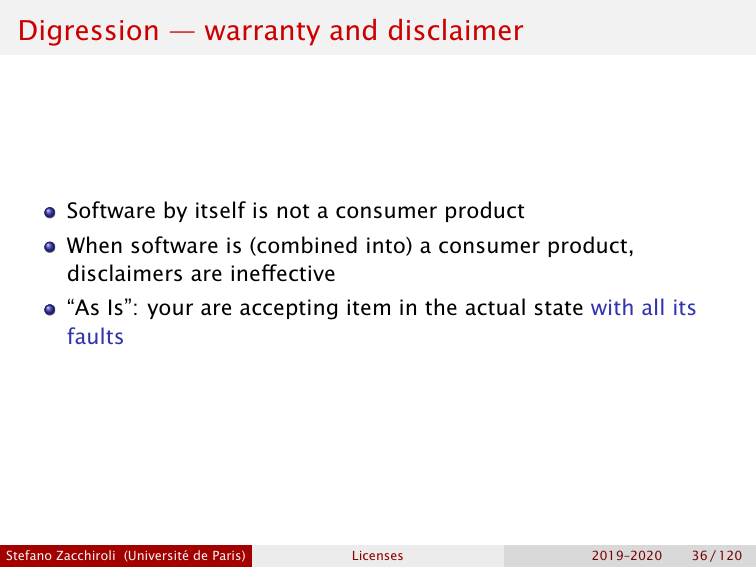 Digression — warranty and disclaimer
Software by itself is not a consumer product
When software is (combined into) a consumer product,
disclaimers are ineffective
“As Is”: your are accepting item in the actual state with all its
faults
Stefano Zacchiroli (Université de Paris) Licenses 2019–2020 36 / 120